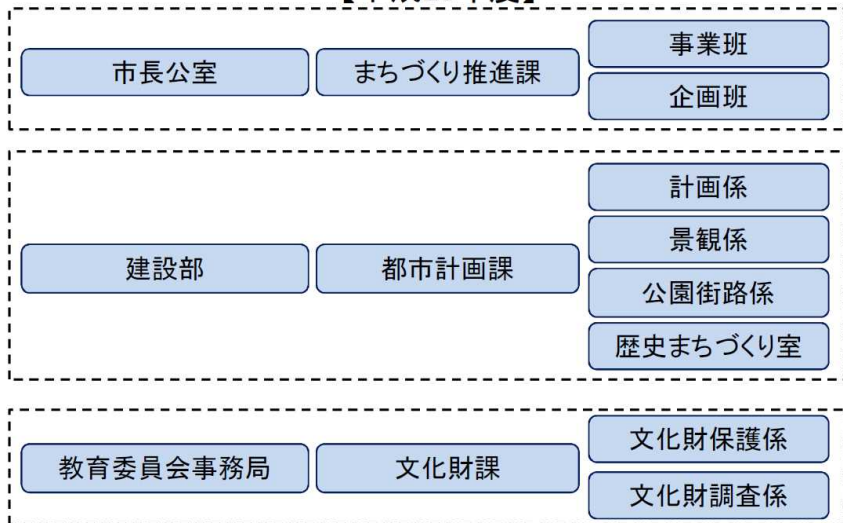 市長公室
まちづくり推進課
事業班
企画班
建設部
都市計画課
計画係
景観係
公園街路係
歴史まちづくり室
教育委員会事務局
文化財課
文化財保護係
文化財調査係